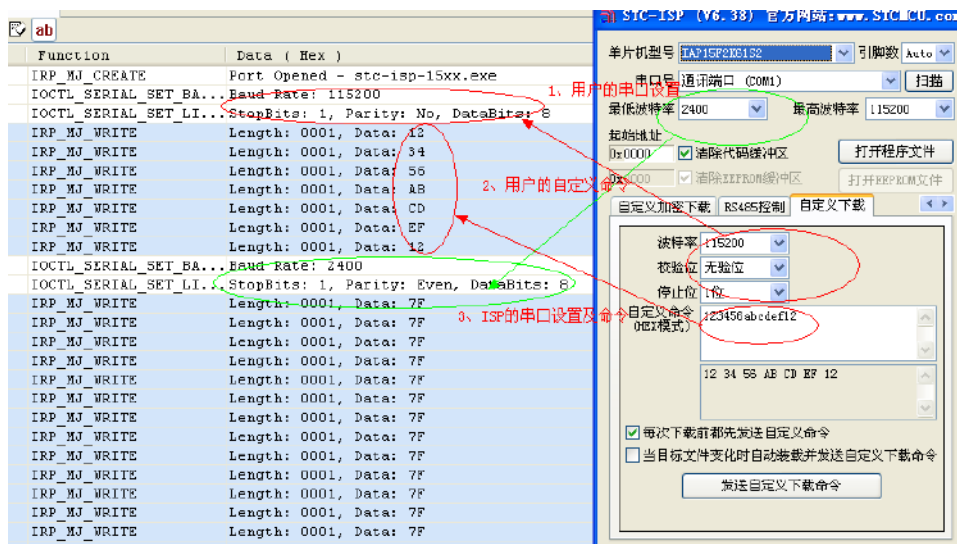 ab
Function Data ( Hex )
IRP_MJ_CREATE Port Opened - stc-isp-15xx.exe
IOCTL_SERIAL_SET_BA... Baud Rate: 115200
IOCTL_SERIAL_SET_LI... StopBits: 1, Parity: No, DataBits: 8
IRP_MJ_WRITE Length: 0001, Data: 12
IRP_MJ_WRITE Length: 0001, Data: 34
IRP_MJ_WRITE Length: 0001, Data: 56
IRP_MJ_WRITE Length: 0001, Data: AB
IRP_MJ_WRITE Length: 0001, Data: CD
IRP_MJ_WRITE Length: 0001, Data: EF
IRP_MJ_WRITE Length: 0001, Data: 12
IOCTL_SERIAL_SET_BA... Baud Rate: 2400
IOCTL_SERIAL_SET_LI... StopBits: 1, Parity: Even, DataBits: 8
IRP_MJ_WRITE Length: 0001, Data: 7F
IRP_MJ_WRITE Length: 0001, Data: 7F
IRP_MJ_WRITE Length: 0001, Data: 7F
IRP_MJ_WRITE Length: 0001, Data: 7F
IRP_MJ_WRITE Length: 0001, Data: 7F
IRP_MJ_WRITE Length: 0001, Data: 7F
IRP_MJ_WRITE Length: 0001, Data: 7F
IRP_MJ_WRITE Length: 0001, Data: 7F
IRP_MJ_WRITE Length: 0001, Data: 7F
IRP_MJ_WRITE Length: 0001, Data: 7F
IRP_MJ_WRITE Length: 0001, Data: 7F
IRP_MJ_WRITE Length: 0001, Data: 7F
IRP_MJ_WRITE Length: 0001, Data: 7F
1、用户的串口设置
2、用户的自定义命令
3、ISP的串口设置及命令
STC-ISP (V6.38) 官方网站:www.STCMCU.com
单片机型号 IAP15F2K61S2 引脚数 Auto
串口号 通讯端口 (COM1) 扫描
最低波特率 2400 最高波特率 115200
起始地址
0x0000 清除代码缓冲区 打开程序文件
0x0000 清除EEPROM缓冲区 打开EEPROM文件
自定义加密下载 RS485控制 自定义下载
波特率 115200
校验位 无验位
停止位 1位
自定义命令 123456abcdef12
(HEX模式)
12 34 56 AB CD EF 12
每次下载前都先发送自定义命令
当目标文件变化时自动装载并发送自定义下载命令
发送自定义下载命令